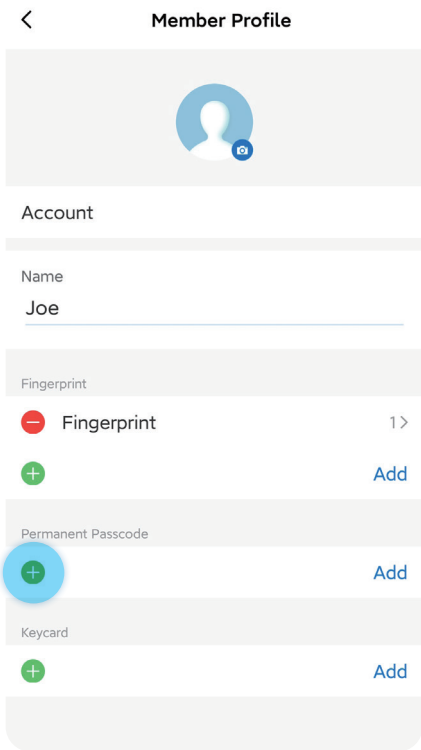 Member Profile
Account
Name
Joe
Fingerprint
Fingerprint 1
Add
Permanent Passcode
Add
Keycard
Add